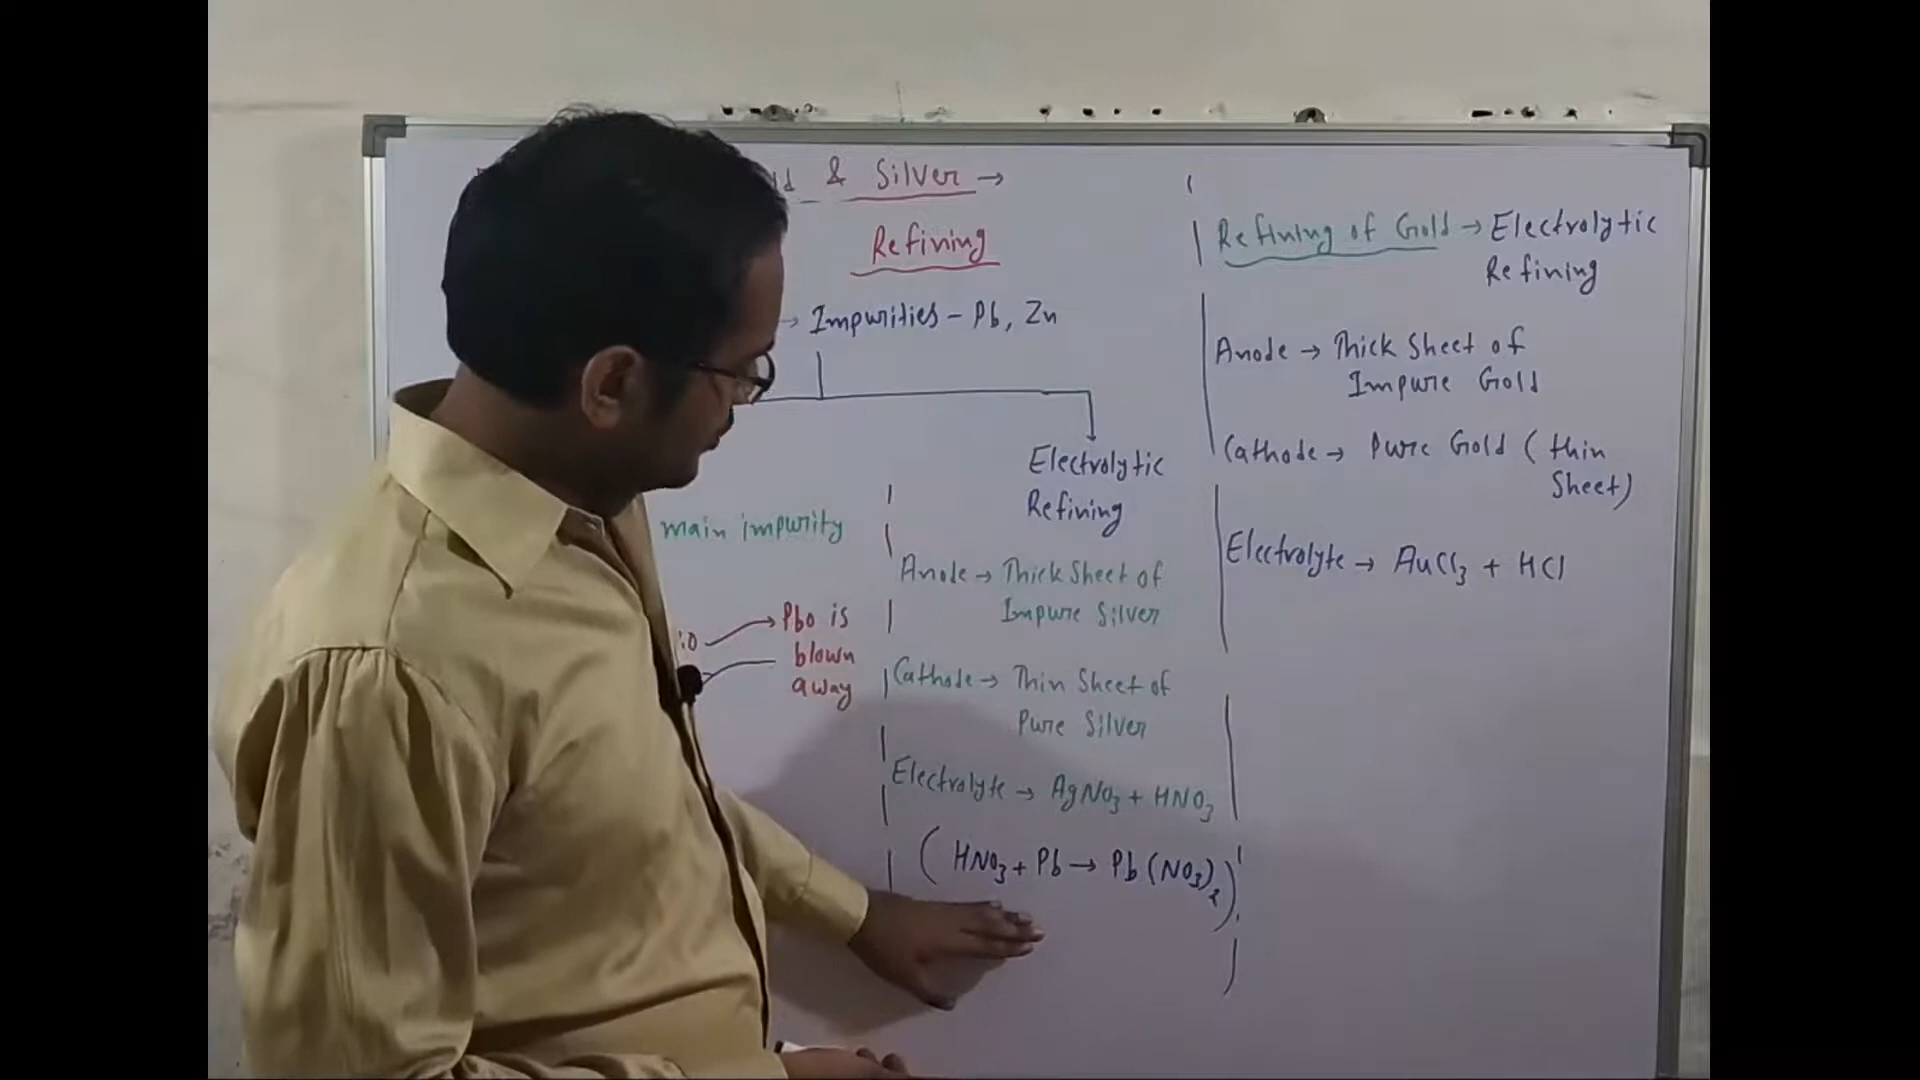 & Silver →
Refining
→ Impurities - Pb, Zn
Electrolytic
Refining
main impurity
Pbo is
blown
away
Anode → Thick Sheet of
Impure Silver
Cathode → Thin Sheet of
Pure Silver
Electrolyte → AgNO3 + HNO3
( HNO3 + Pb → Pb (NO3)2 )
Refining of Gold → Electrolytic
Refining
Anode → Thick Sheet of
Impure Gold
Cathode → Pure Gold ( thin
Sheet)
Electrolyte → AuCl3 + HCl